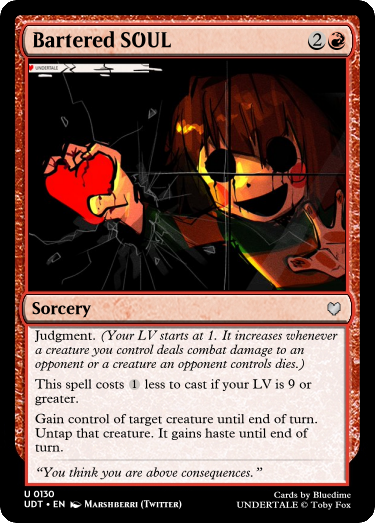 Bartered SOUL 2
UNDERTALE
Sorcery
Judgment. (Your LV starts at 1. It increases whenever
a creature you control deals combat damage to an
opponent or a creature an opponent controls dies.)
This spell costs 1 less to cast if your LV is 9 or
greater.
Gain control of target creature until end of turn.
Untap that creature. It gains haste until end of
turn.
“You think you are above consequences.”
U 0130
UDT • EN Marshberri (Twitter)
Cards by Bluedime
UNDERTALE © Toby Fox